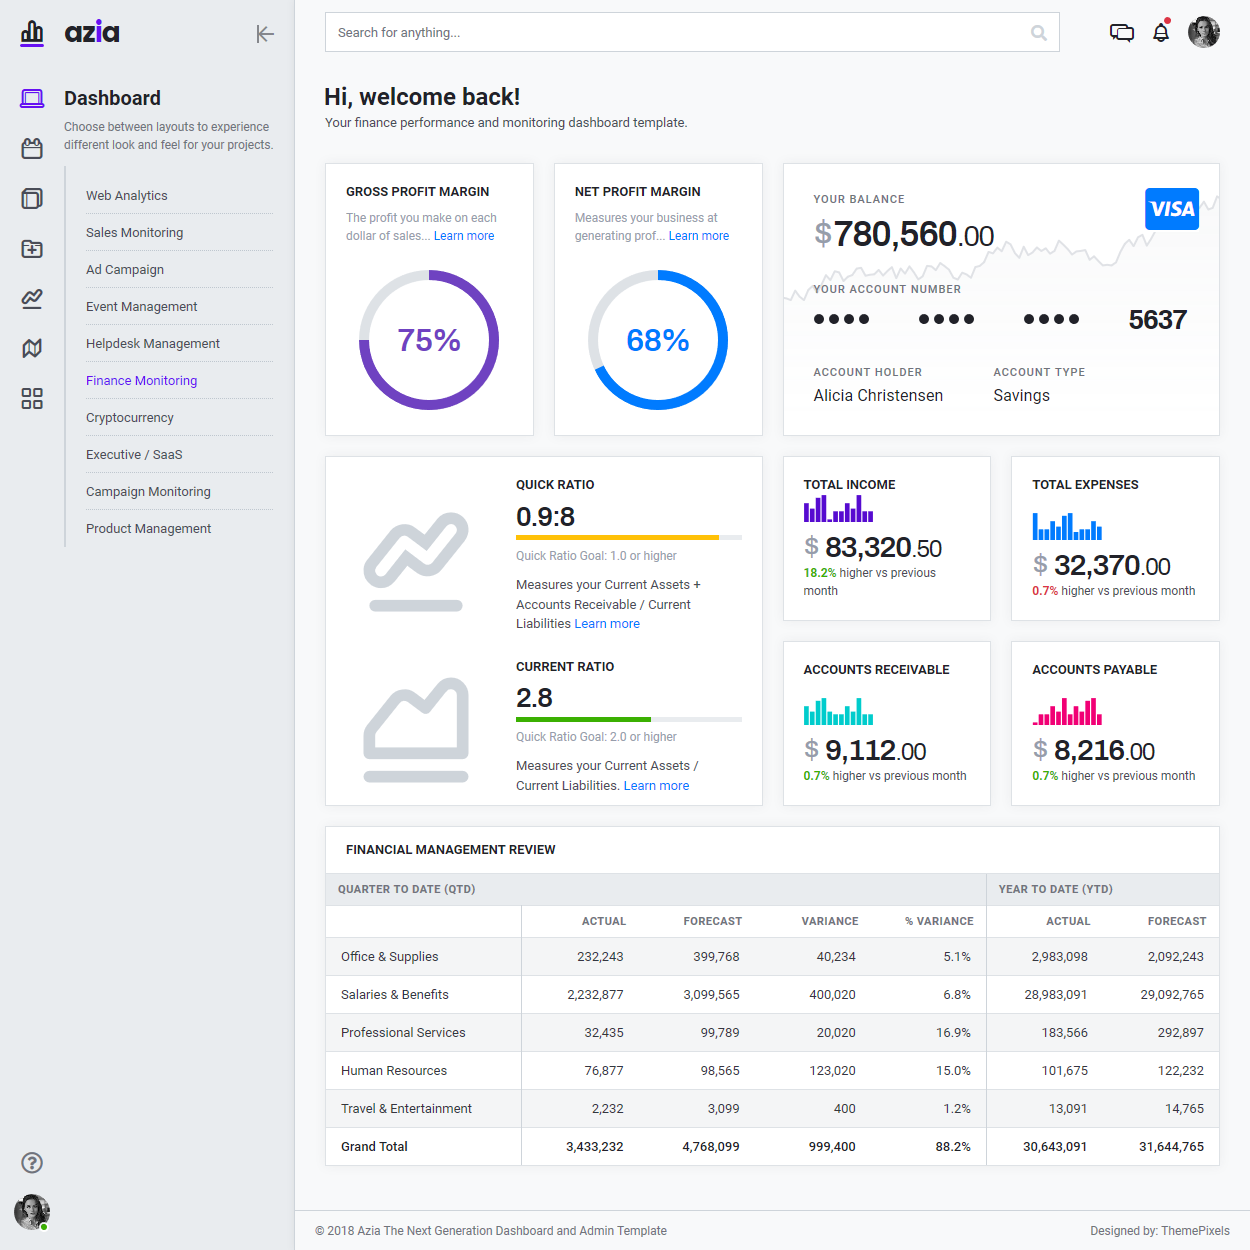 azia
Search for anything...
Dashboard
Choose between layouts to experience
different look and feel for your projects.
Web Analytics
Sales Monitoring
Ad Campaign
Event Management
Helpdesk Management
Finance Monitoring
Cryptocurrency
Executive / SaaS
Campaign Monitoring
Product Management
Hi, welcome back!
Your finance performance and monitoring dashboard template.
GROSS PROFIT MARGIN
The profit you make on each
dollar of sales... Learn more
75%
NET PROFIT MARGIN
Measures your business at
generating prof... Learn more
68%
YOUR BALANCE
$780,560.00
VISA
YOUR ACCOUNT NUMBER
●●●● ●●●● ●●●● 5637
ACCOUNT HOLDER ACCOUNT TYPE
Alicia Christensen Savings
QUICK RATIO
0.9:8
Quick Ratio Goal: 1.0 or higher
Measures your Current Assets +
Accounts Receivable / Current
Liabilities Learn more
CURRENT RATIO
2.8
Quick Ratio Goal: 2.0 or higher
Measures your Current Assets /
Current Liabilities. Learn more
TOTAL INCOME
$ 83,320.50
18.2% higher vs previous
month
TOTAL EXPENSES
$ 32,370.00
0.7% higher vs previous month
ACCOUNTS RECEIVABLE
$ 9,112.00
0.7% higher vs previous month
ACCOUNTS PAYABLE
$ 8,216.00
0.7% higher vs previous month
FINANCIAL MANAGEMENT REVIEW
QUARTER TO DATE (QTD) YEAR TO DATE (YTD)
ACTUAL FORECAST VARIANCE % VARIANCE ACTUAL FORECAST
Office & Supplies 232,243 399,768 40,234 5.1% 2,983,098 2,092,243
Salaries & Benefits 2,232,877 3,099,565 400,020 6.8% 28,983,091 29,092,765
Professional Services 32,435 99,789 20,020 16.9% 183,566 292,897
Human Resources 76,877 98,565 123,020 15.0% 101,675 122,232
Travel & Entertainment 2,232 3,099 400 1.2% 13,091 14,765
Grand Total 3,433,232 4,768,099 999,400 88.2% 30,643,091 31,644,765
© 2018 Azia The Next Generation Dashboard and Admin Template
Designed by: ThemePixels